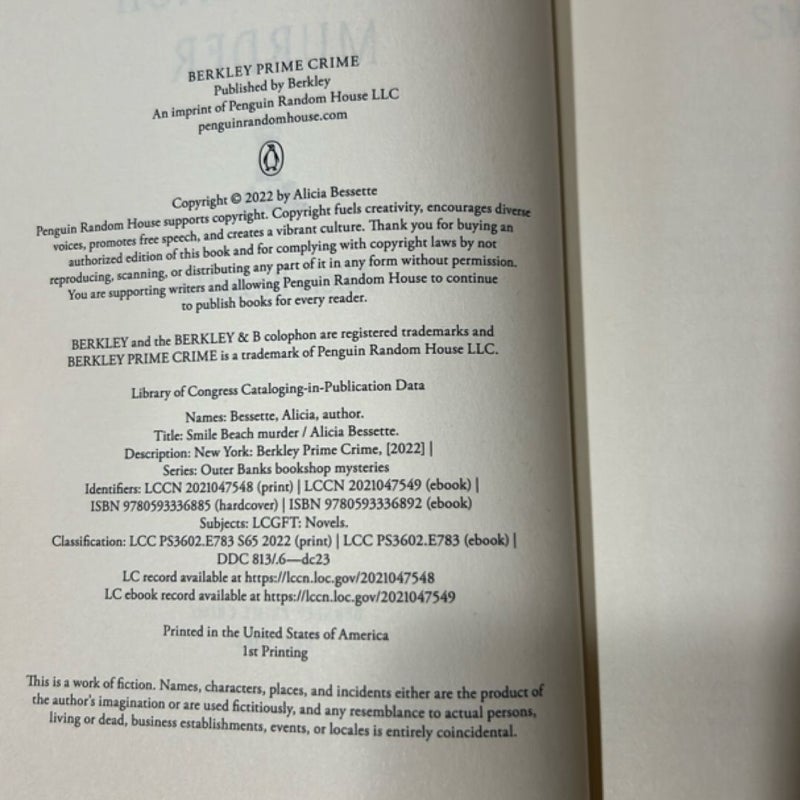 BERKLEY PRIME CRIME
Published by Berkley
An imprint of Penguin Random House LLC
penguinrandomhouse.com
Copyright © 2022 by Alicia Bessette
Penguin Random House supports copyright. Copyright fuels creativity, encourages diverse
voices, promotes free speech, and creates a vibrant culture. Thank you for buying an
authorized edition of this book and for complying with copyright laws by not
reproducing, scanning, or distributing any part of it in any form without permission.
You are supporting writers and allowing Penguin Random House to continue
to publish books for every reader.
BERKLEY and the BERKLEY & B colophon are registered trademarks and
BERKLEY PRIME CRIME is a trademark of Penguin Random House LLC.
Library of Congress Cataloging-in-Publication Data
Names: Bessette, Alicia, author.
Title: Smile Beach murder / Alicia Bessette.
Description: New York: Berkley Prime Crime, [2022] |
Series: Outer Banks bookshop mysteries
Identifiers: LCCN 2021047548 (print) | LCCN 2021047549 (ebook) |
ISBN 9780593336885 (hardcover) | ISBN 9780593336892 (ebook)
Subjects: LCGFT: Novels.
Classification: LCC PS3602.E783 S65 2022 (print) | LCC PS3602.E783 (ebook) |
DDC 813/.6—dc23
LC record available at https://lccn.loc.gov/2021047548
LC ebook record available at https://lccn.loc.gov/2021047549
Printed in the United States of America
1st Printing
This is a work of fiction. Names, characters, places, and incidents either are the product of
the author's imagination or are used fictitiously, and any resemblance to actual persons,
living or dead, business establishments, events, or locales is entirely coincidental.